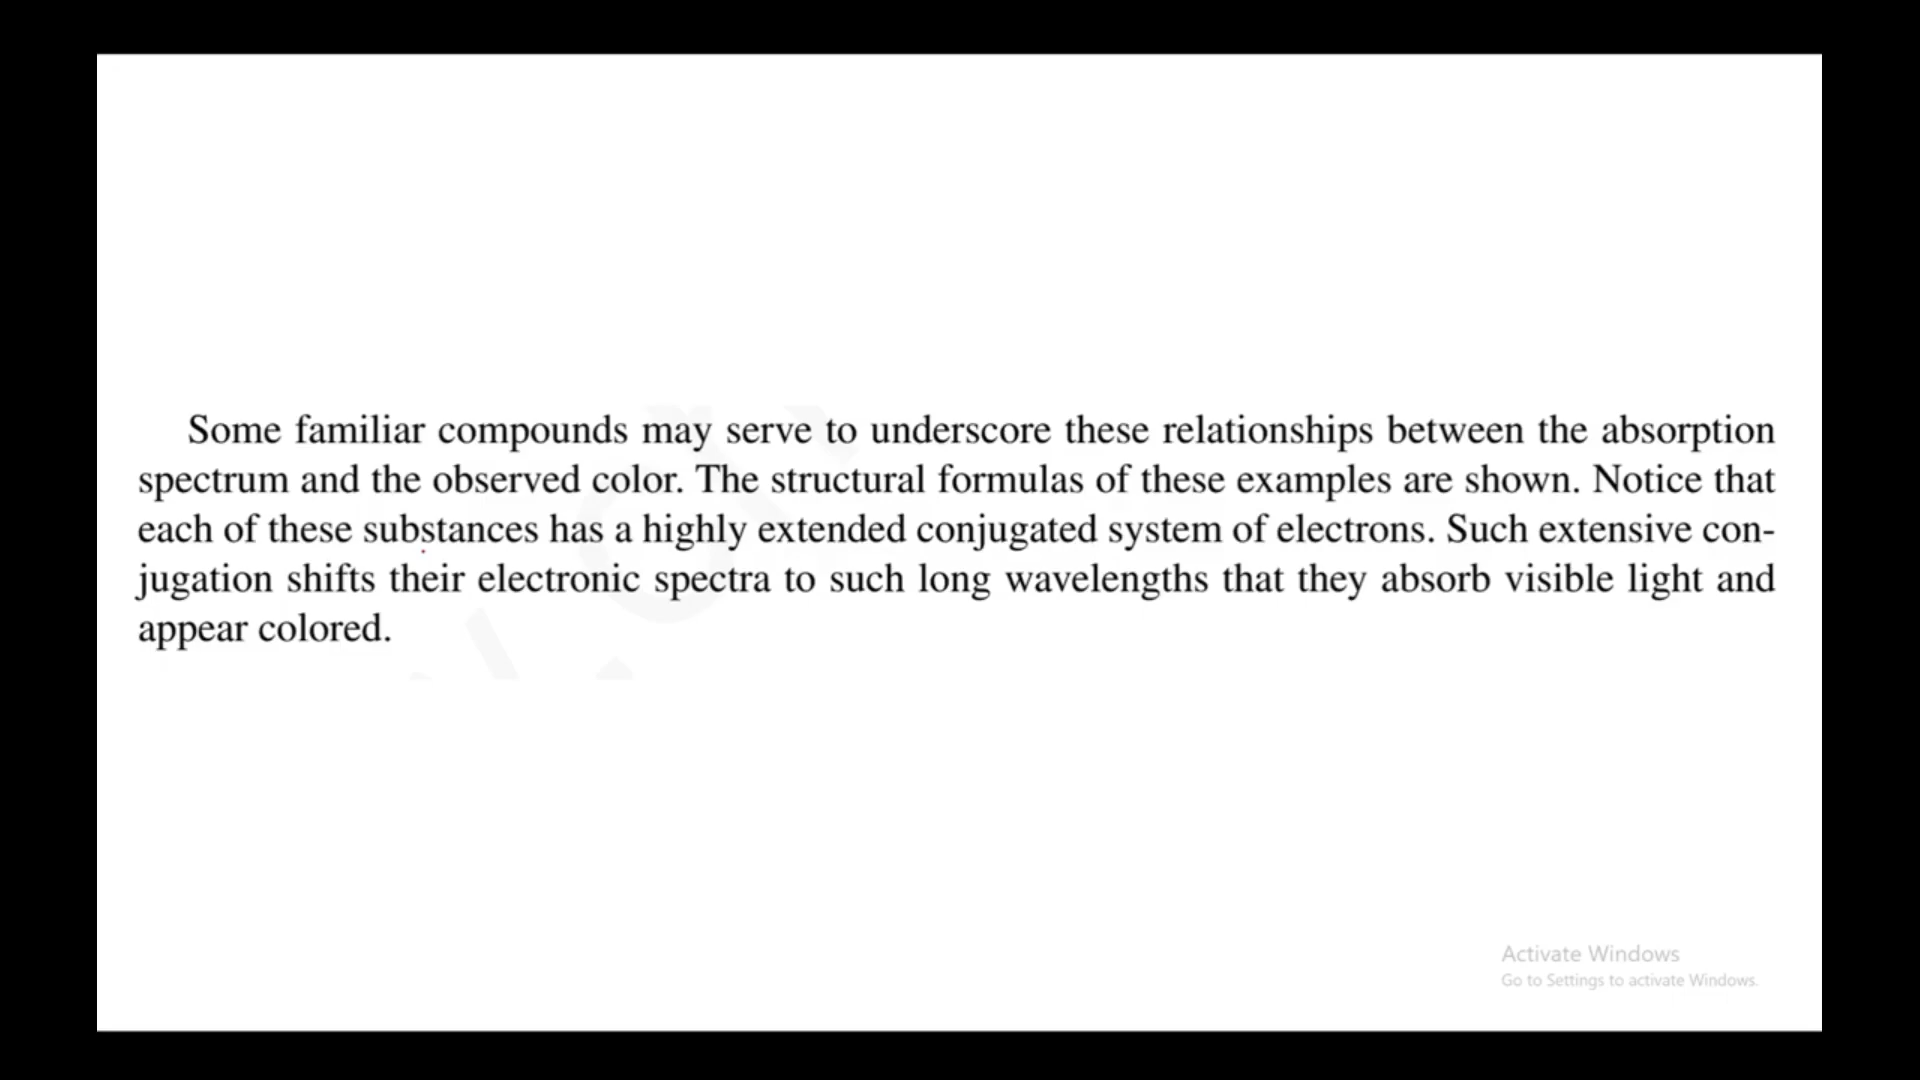 Some familiar compounds may serve to underscore these relationships between the absorption
spectrum and the observed color. The structural formulas of these examples are shown. Notice that
each of these substances has a highly extended conjugated system of electrons. Such extensive con-
jugation shifts their electronic spectra to such long wavelengths that they absorb visible light and
appear colored.
Activate Windows
Go to Settings to activate Windows.